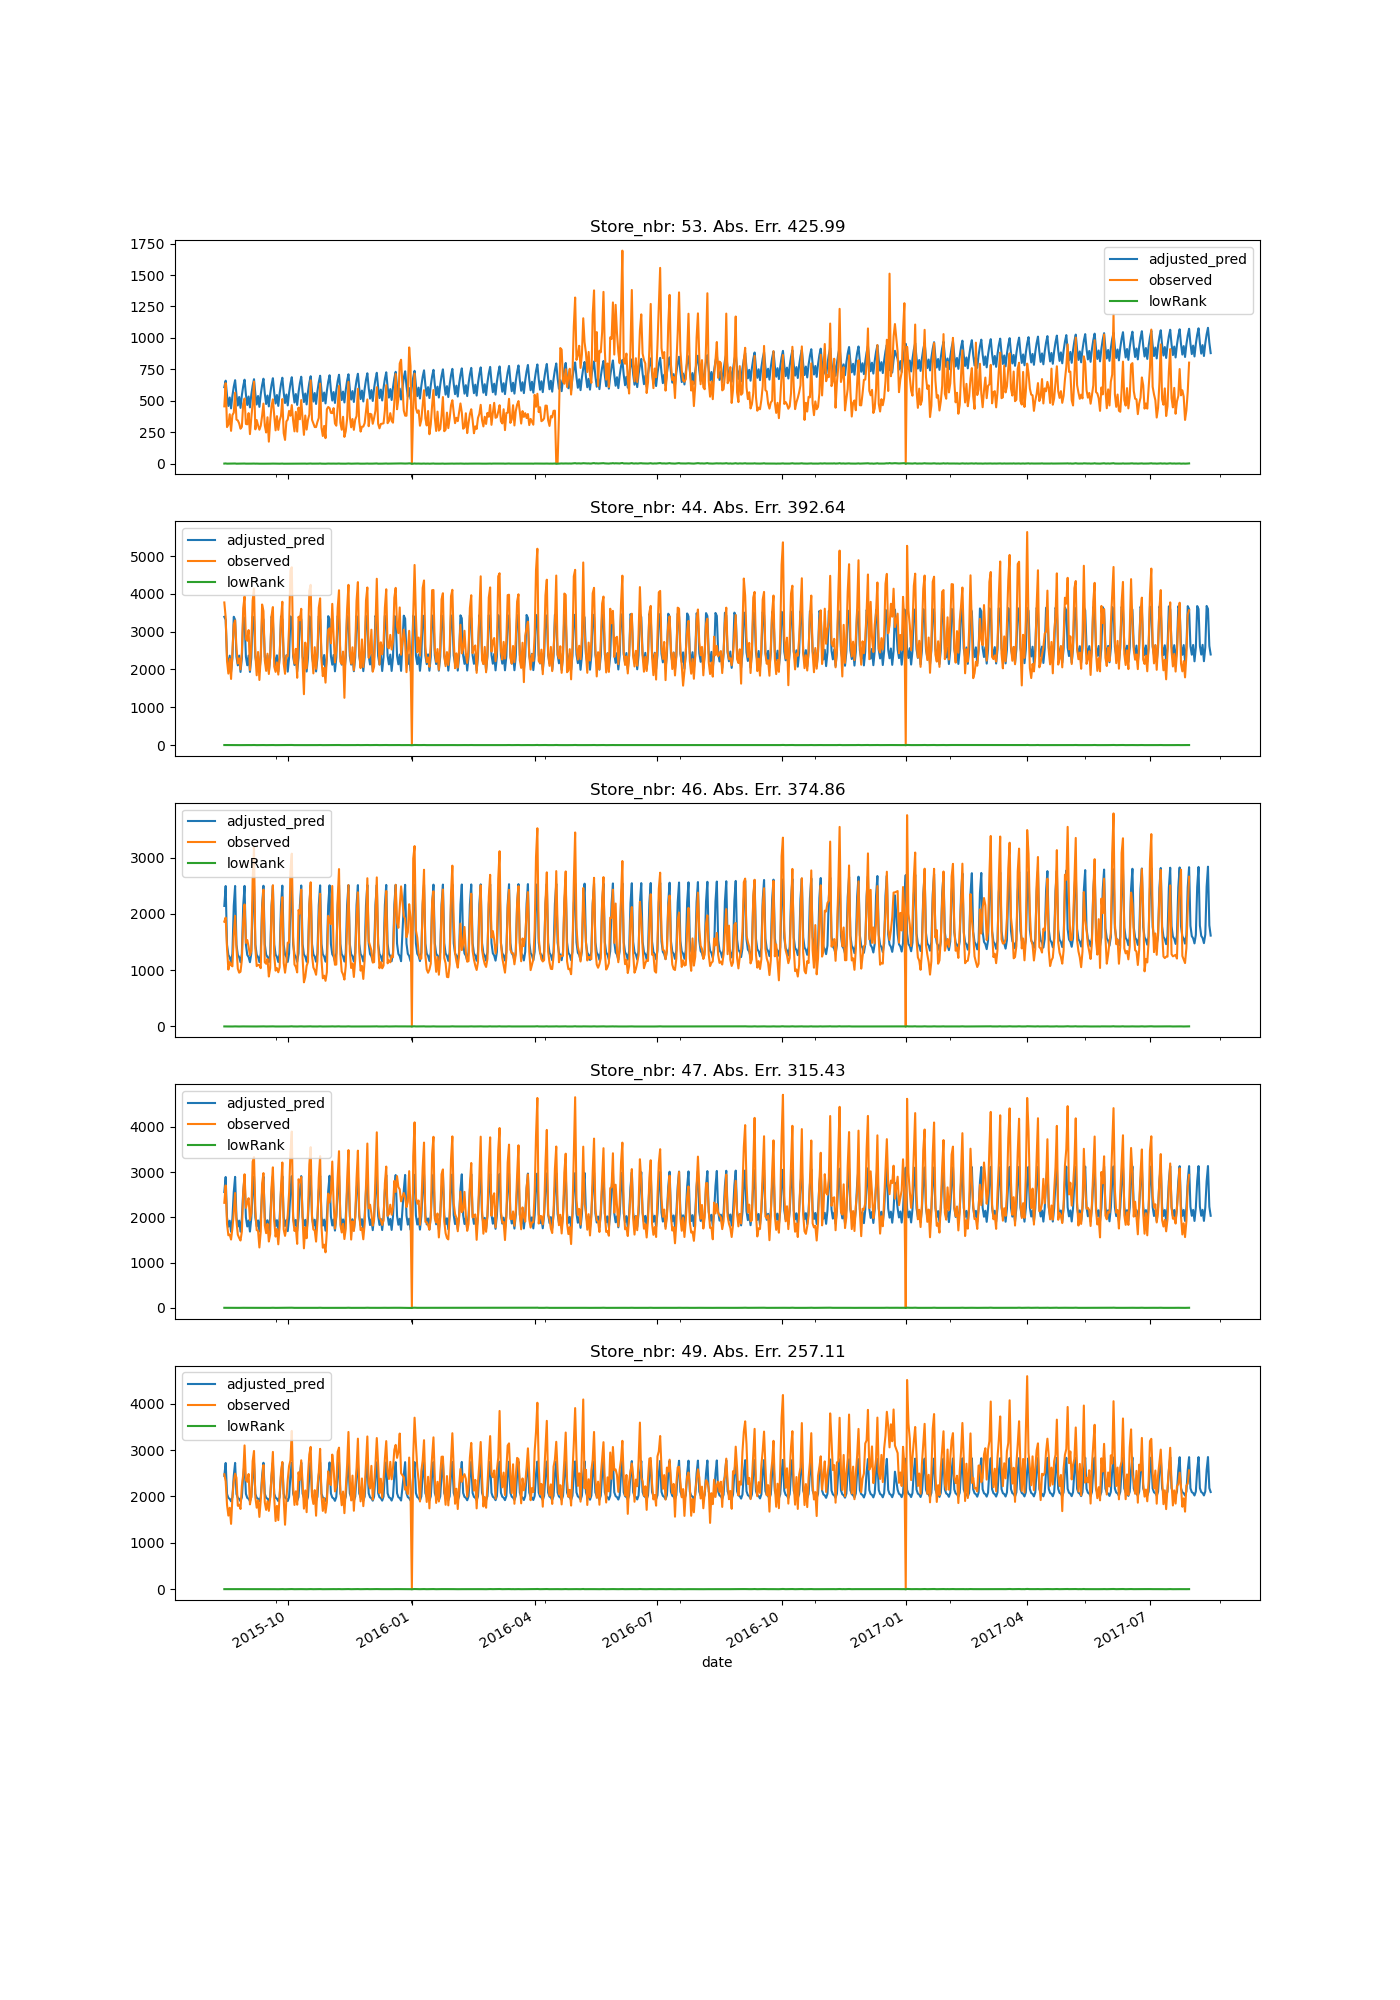 Store_nbr: 53. Abs. Err. 425.99
1750
1500
1250
1000
750
500
250
0
adjusted_pred
observed
lowRank
Store_nbr: 44. Abs. Err. 392.64
5000
4000
3000
2000
1000
0
adjusted_pred
observed
lowRank
Store_nbr: 46. Abs. Err. 374.86
3000
2000
1000
0
adjusted_pred
observed
lowRank
Store_nbr: 47. Abs. Err. 315.43
4000
3000
2000
1000
0
adjusted_pred
observed
lowRank
Store_nbr: 49. Abs. Err. 257.11
4000
3000
2000
1000
0
adjusted_pred
observed
lowRank
2015-10
2016-01
2016-04
2016-07
2016-10
2017-01
2017-04
2017-07
date